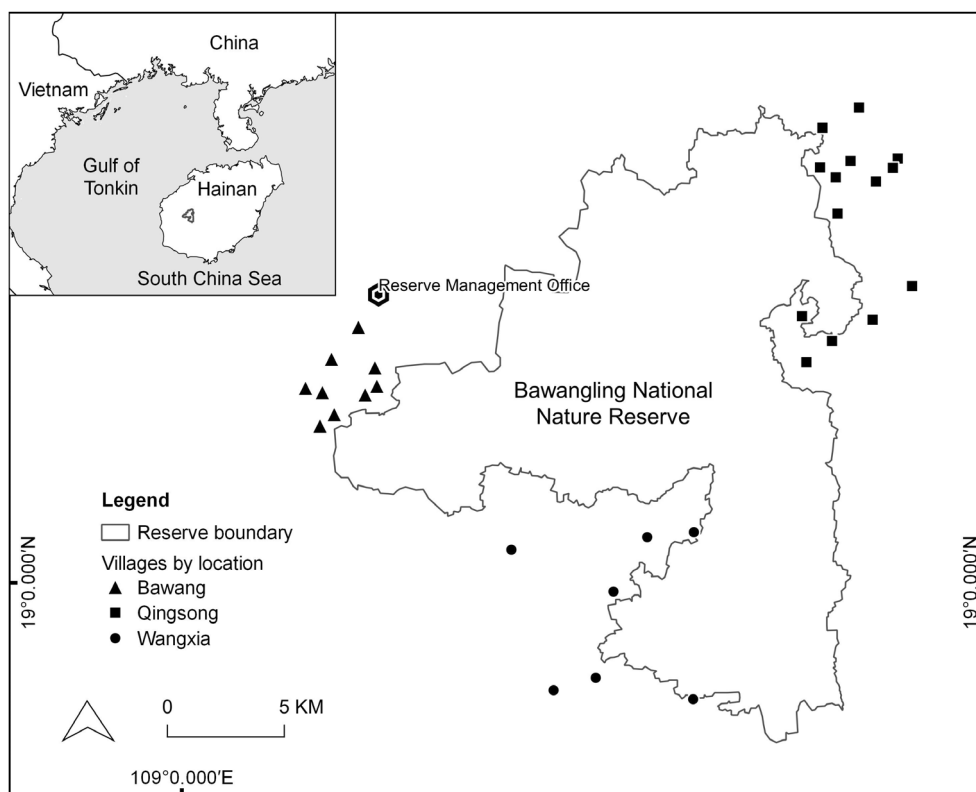 China
Vietnam
Gulf of
Tonkin
Hainan
South China Sea
Reserve Management Office
Bawangling National
Nature Reserve
Legend
Reserve boundary
Villages by location
Bawang
Qingsong
Wangxia
0 5 KM
19°0.000′N
19°0.000′N
109°0.000′E